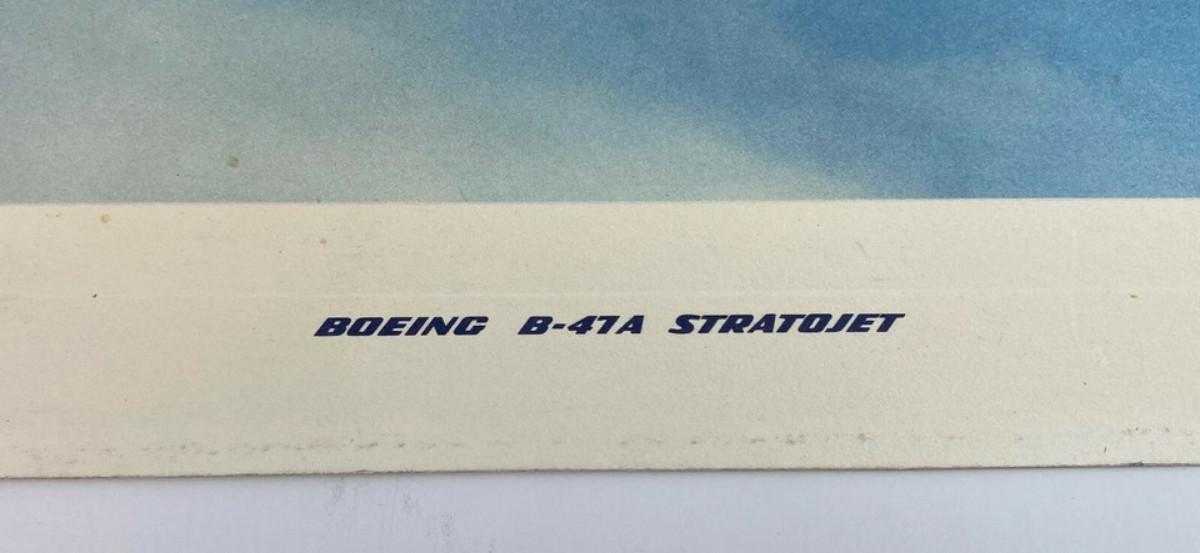 BOEING B-47A STRATOJET